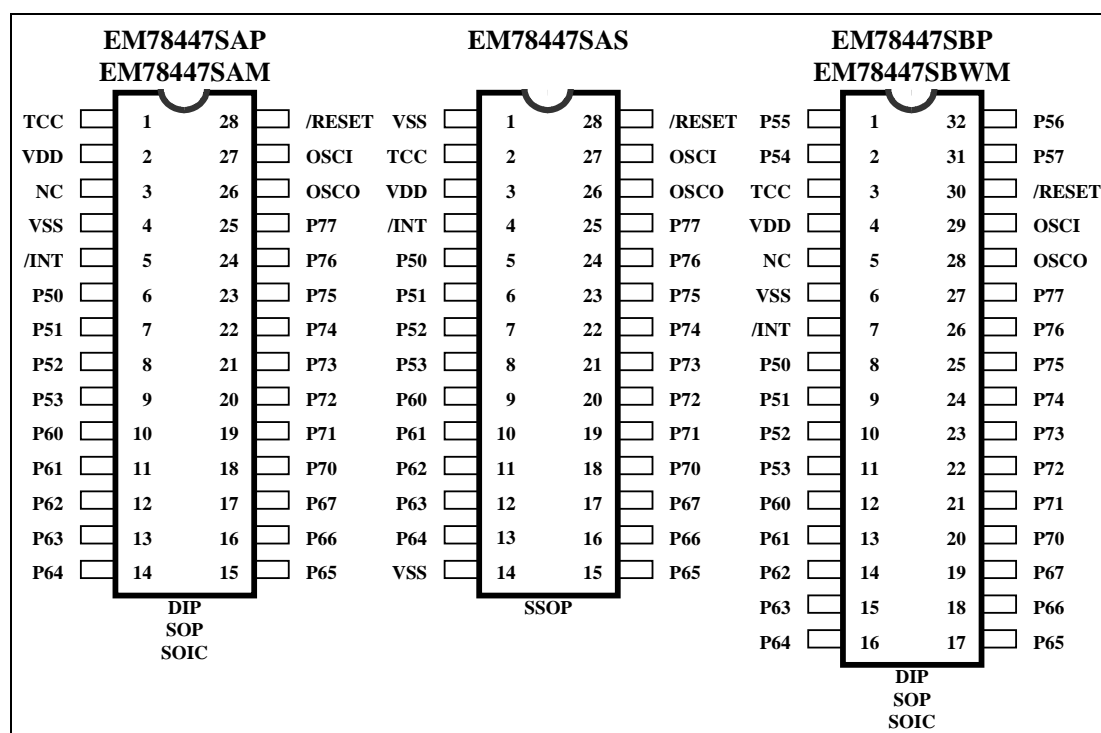 EM78447SAP
EM78447SAM
TCC 1 28 /RESET
VDD 2 27 OSCI
NC 3 26 OSCO
VSS 4 25 P77
/INT 5 24 P76
P50 6 23 P75
P51 7 22 P74
P52 8 21 P73
P53 9 20 P72
P60 10 19 P71
P61 11 18 P70
P62 12 17 P67
P63 13 16 P66
P64 14 15 P65
DIP
SOP
SOIC
EM78447SAS
VSS 1 28 /RESET
TCC 2 27 OSCI
VDD 3 26 OSCO
/INT 4 25 P77
P50 5 24 P76
P51 6 23 P75
P52 7 22 P74
P53 8 21 P73
P60 9 20 P72
P61 10 19 P71
P62 11 18 P70
P63 12 17 P67
P64 13 16 P66
VSS 14 15 P65
SSOP
EM78447SBP
EM78447SBWM
P55 1 32 P56
P54 2 31 P57
TCC 3 30 /RESET
VDD 4 29 OSCI
NC 5 28 OSCO
VSS 6 27 P77
/INT 7 26 P76
P50 8 25 P75
P51 9 24 P74
P52 10 23 P73
P53 11 22 P72
P60 12 21 P71
P61 13 20 P70
P62 14 19 P67
P63 15 18 P66
P64 16 17 P65
DIP
SOP
SOIC